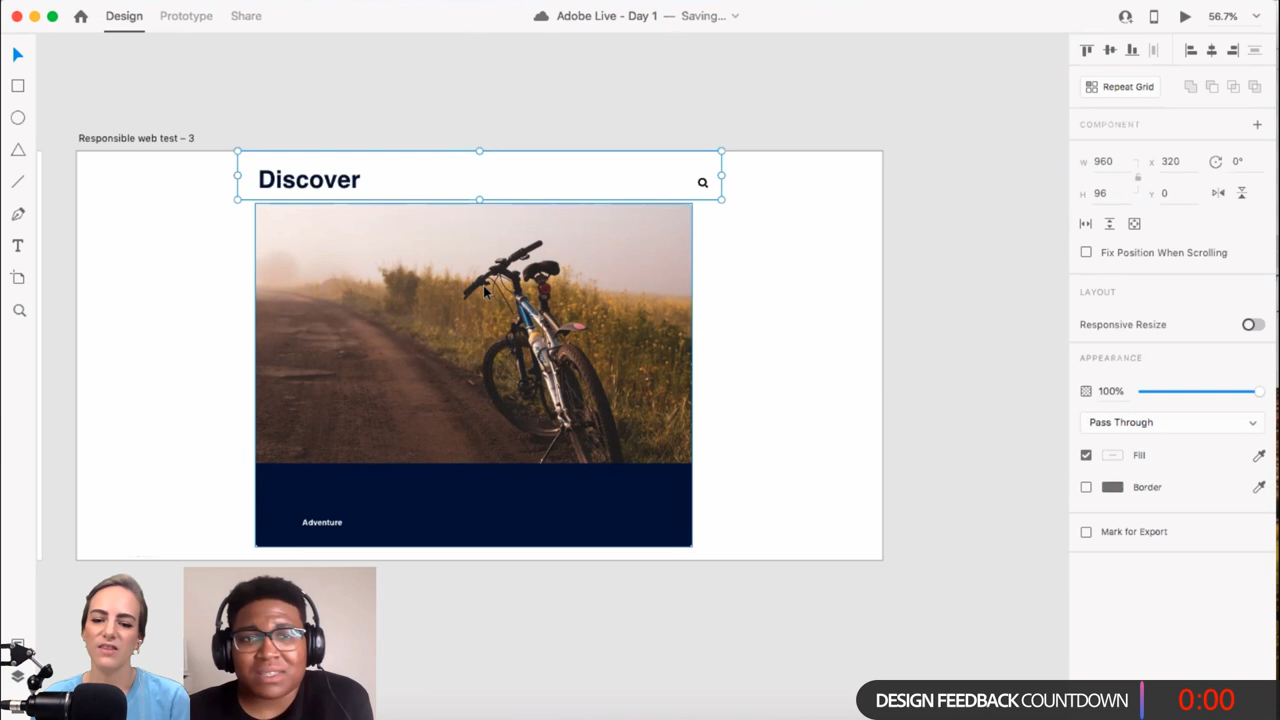 Design
Prototype
Share
Adobe Live - Day 1 — Saving...
56.7%
Repeat Grid
COMPONENT
W 960
X 320
0°
H 96
Y 0
Fix Position When Scrolling
LAYOUT
Responsive Resize
APPEARANCE
100%
Pass Through
Fill
Border
Mark for Export
T
Responsible web test – 3
Discover
Adventure
DESIGN FEEDBACK COUNTDOWN
0:00